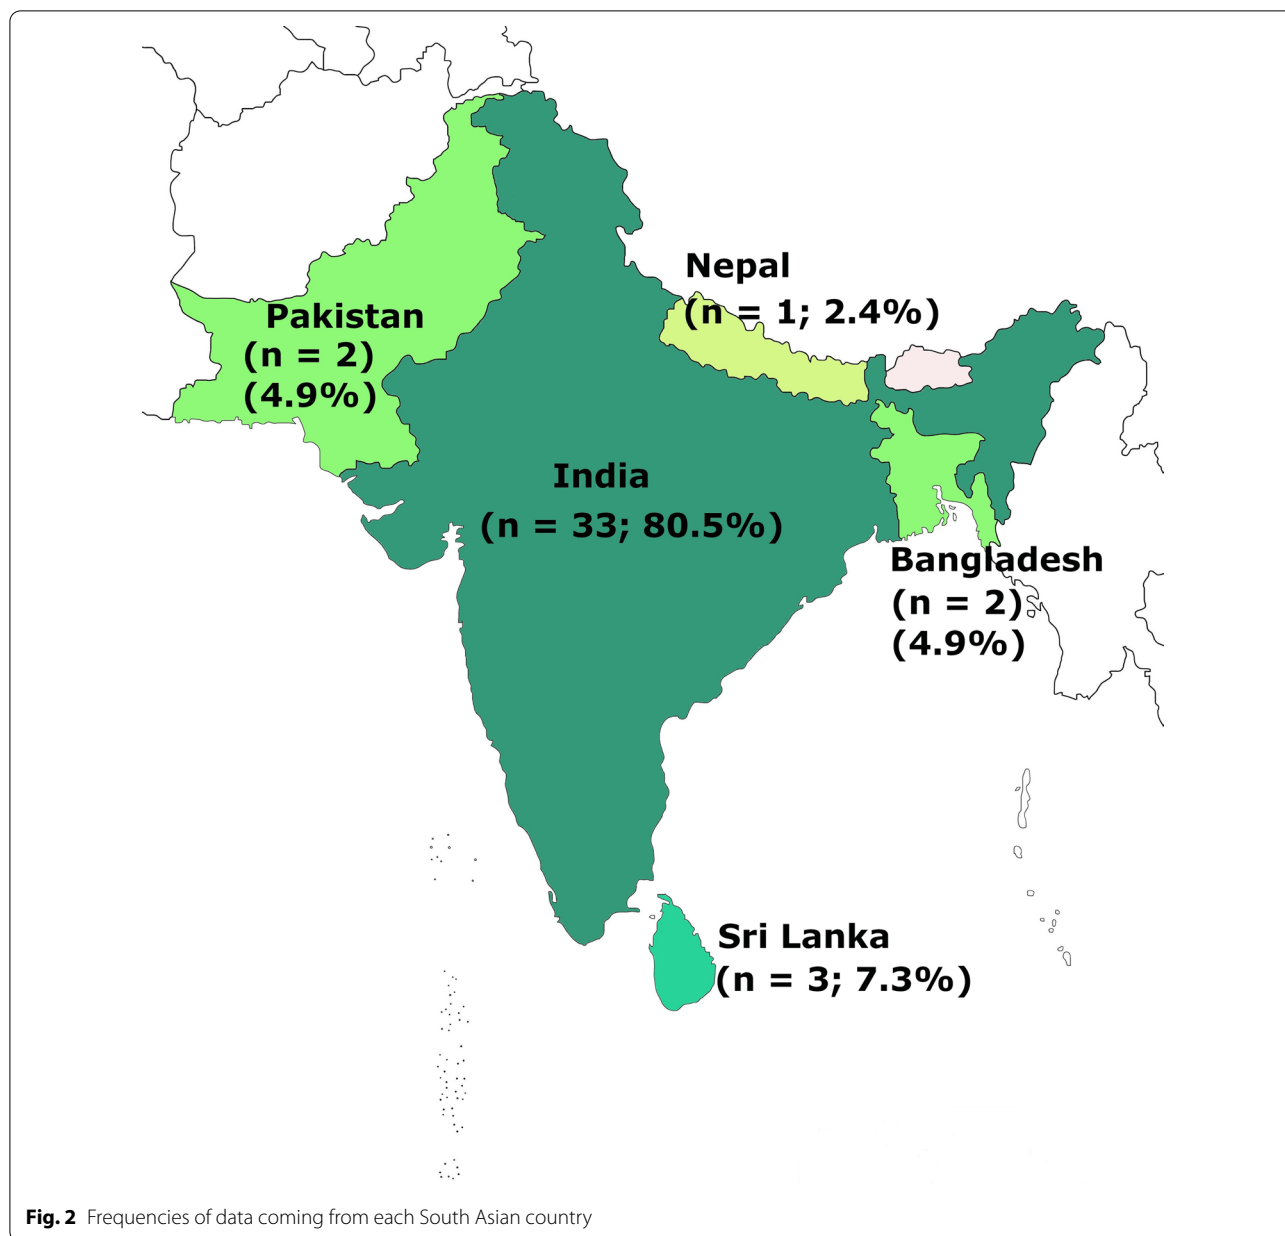 Nepal
(n = 1; 2.4%)
Pakistan
(n = 2)
(4.9%)
India
(n = 33; 80.5%)
Bangladesh
(n = 2)
(4.9%)
Sri Lanka
(n = 3; 7.3%)
Fig. 2 Frequencies of data coming from each South Asian country